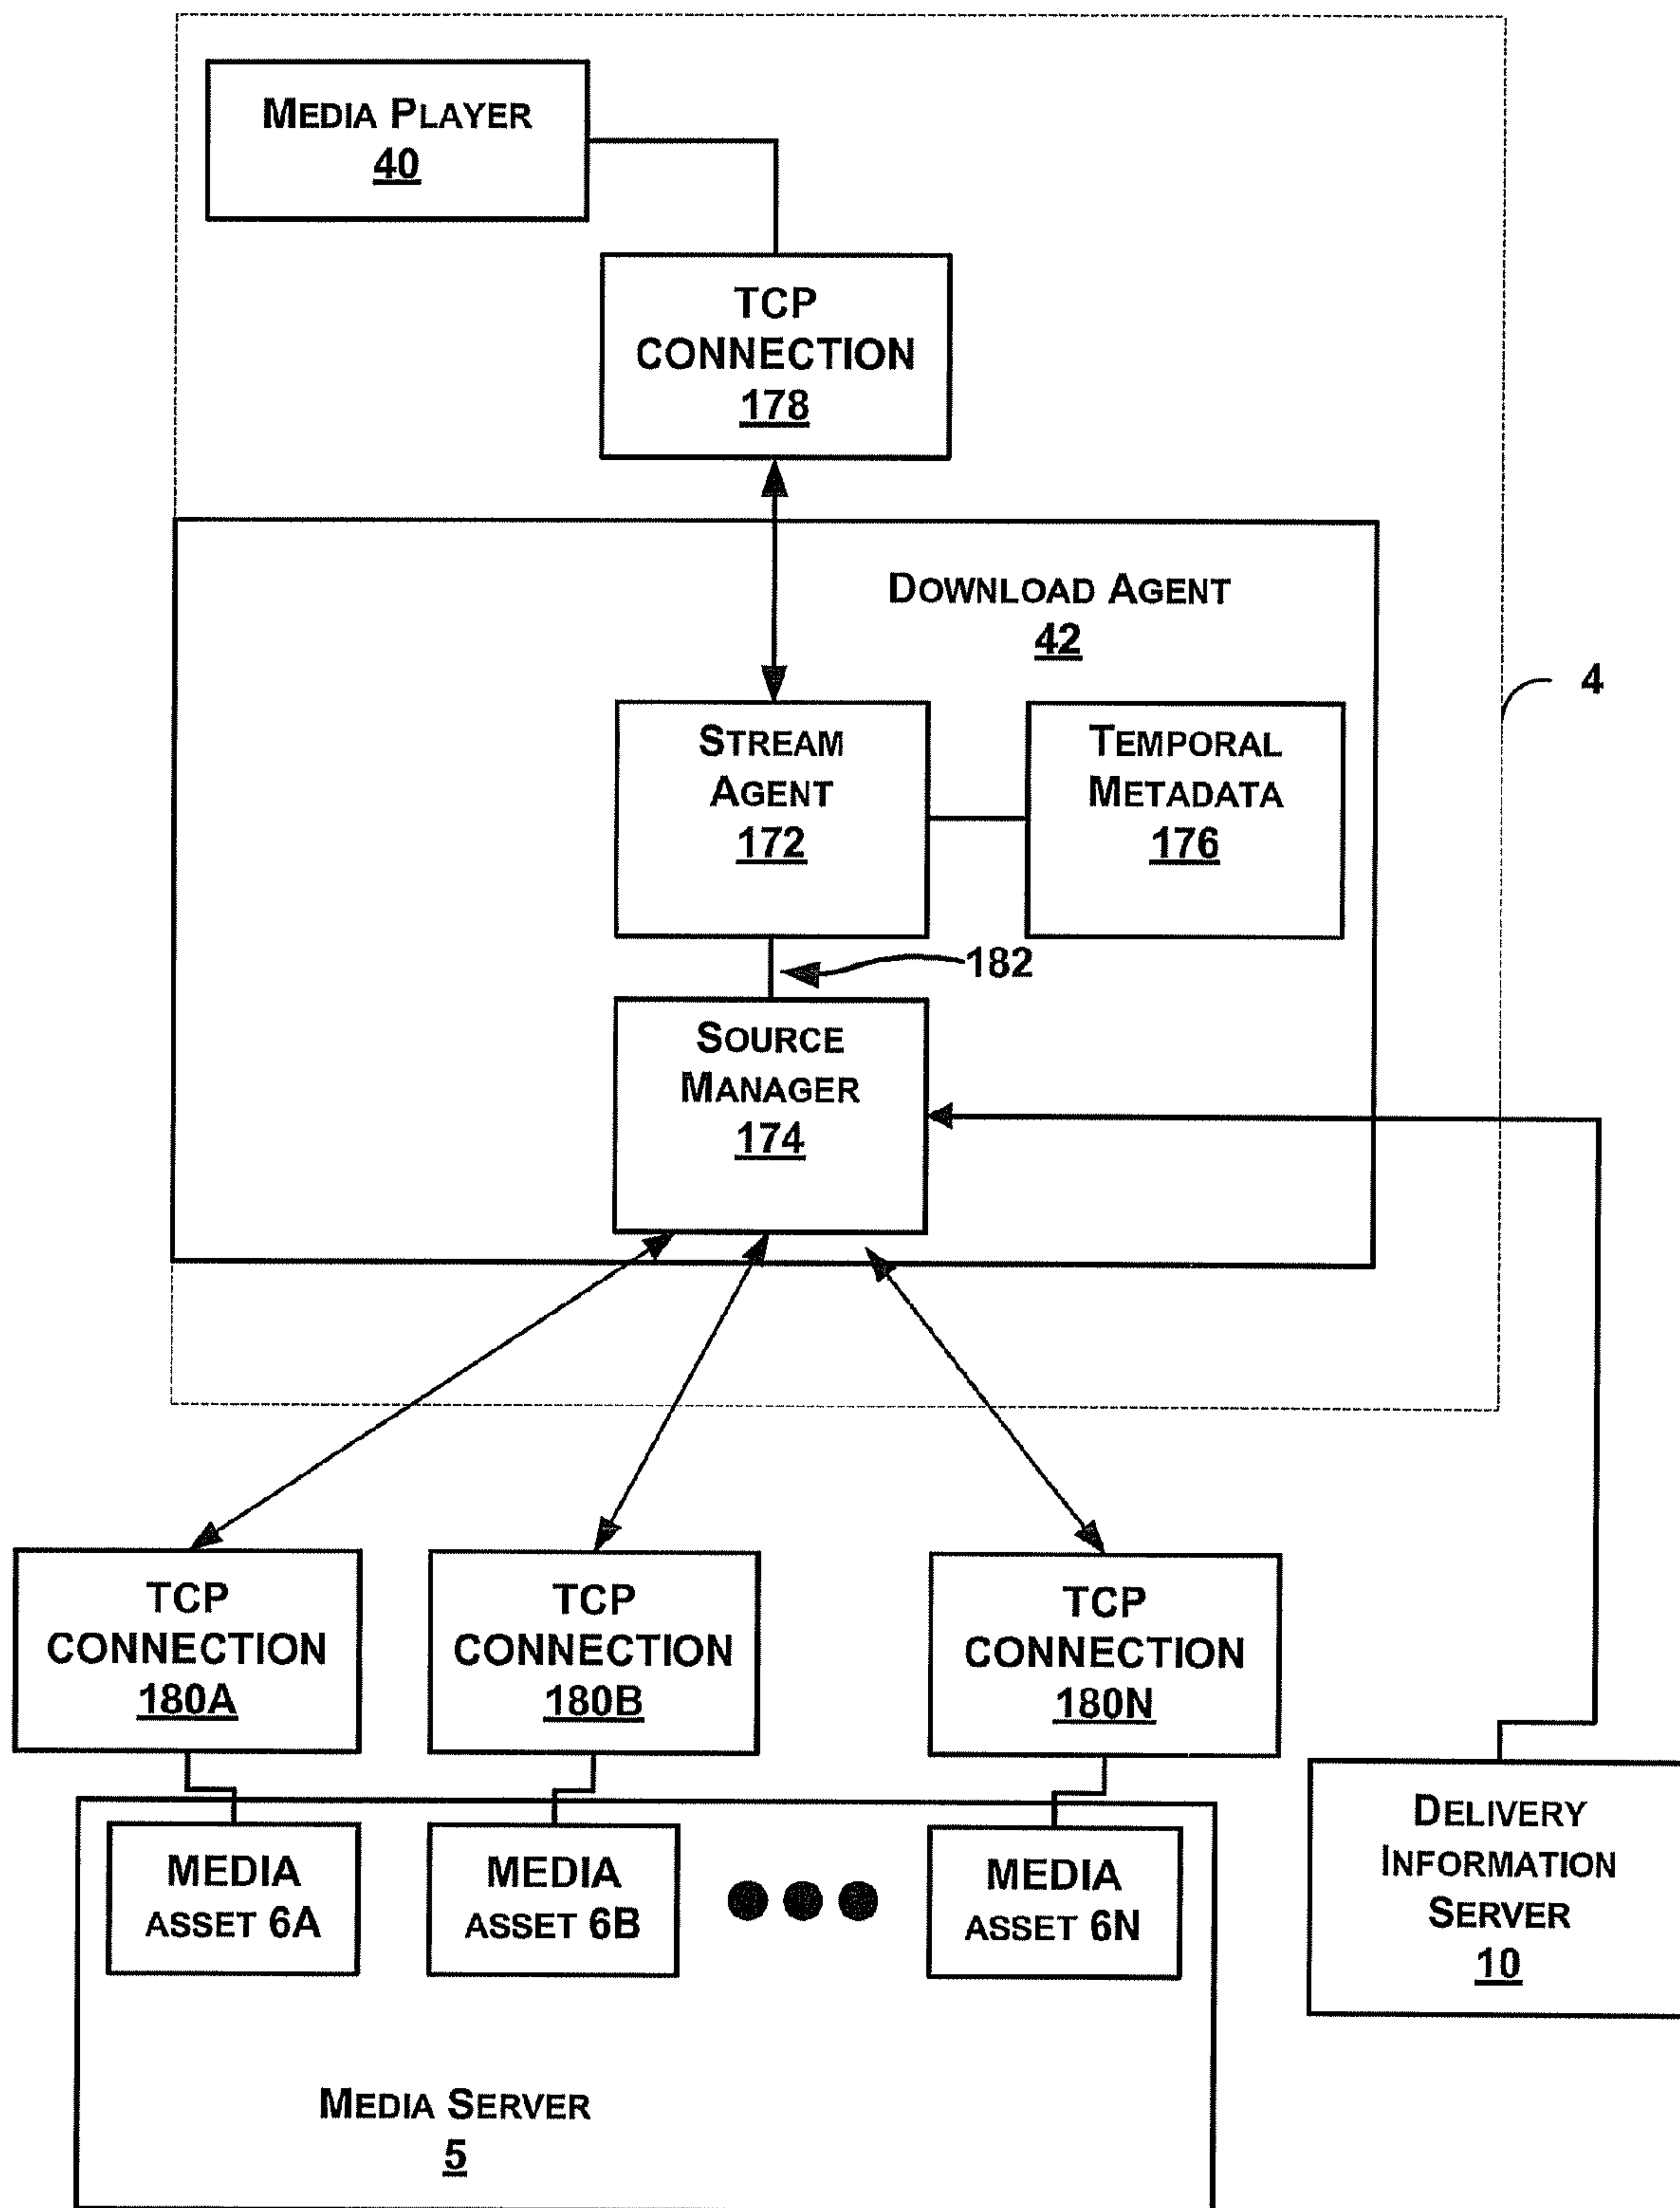 MEDIA PLAYER
40
TCP
CONNECTION
178
DOWNLOAD AGENT
42
4
STREAM
AGENT
172
TEMPORAL
METADATA
176
182
SOURCE
MANAGER
174
TCP
CONNECTION
180A
TCP
CONNECTION
180B
TCP
CONNECTION
180N
MEDIA
ASSET 6A
MEDIA
ASSET 6B
MEDIA
ASSET 6N
DELIVERY
INFORMATION
SERVER
10
MEDIA SERVER
5